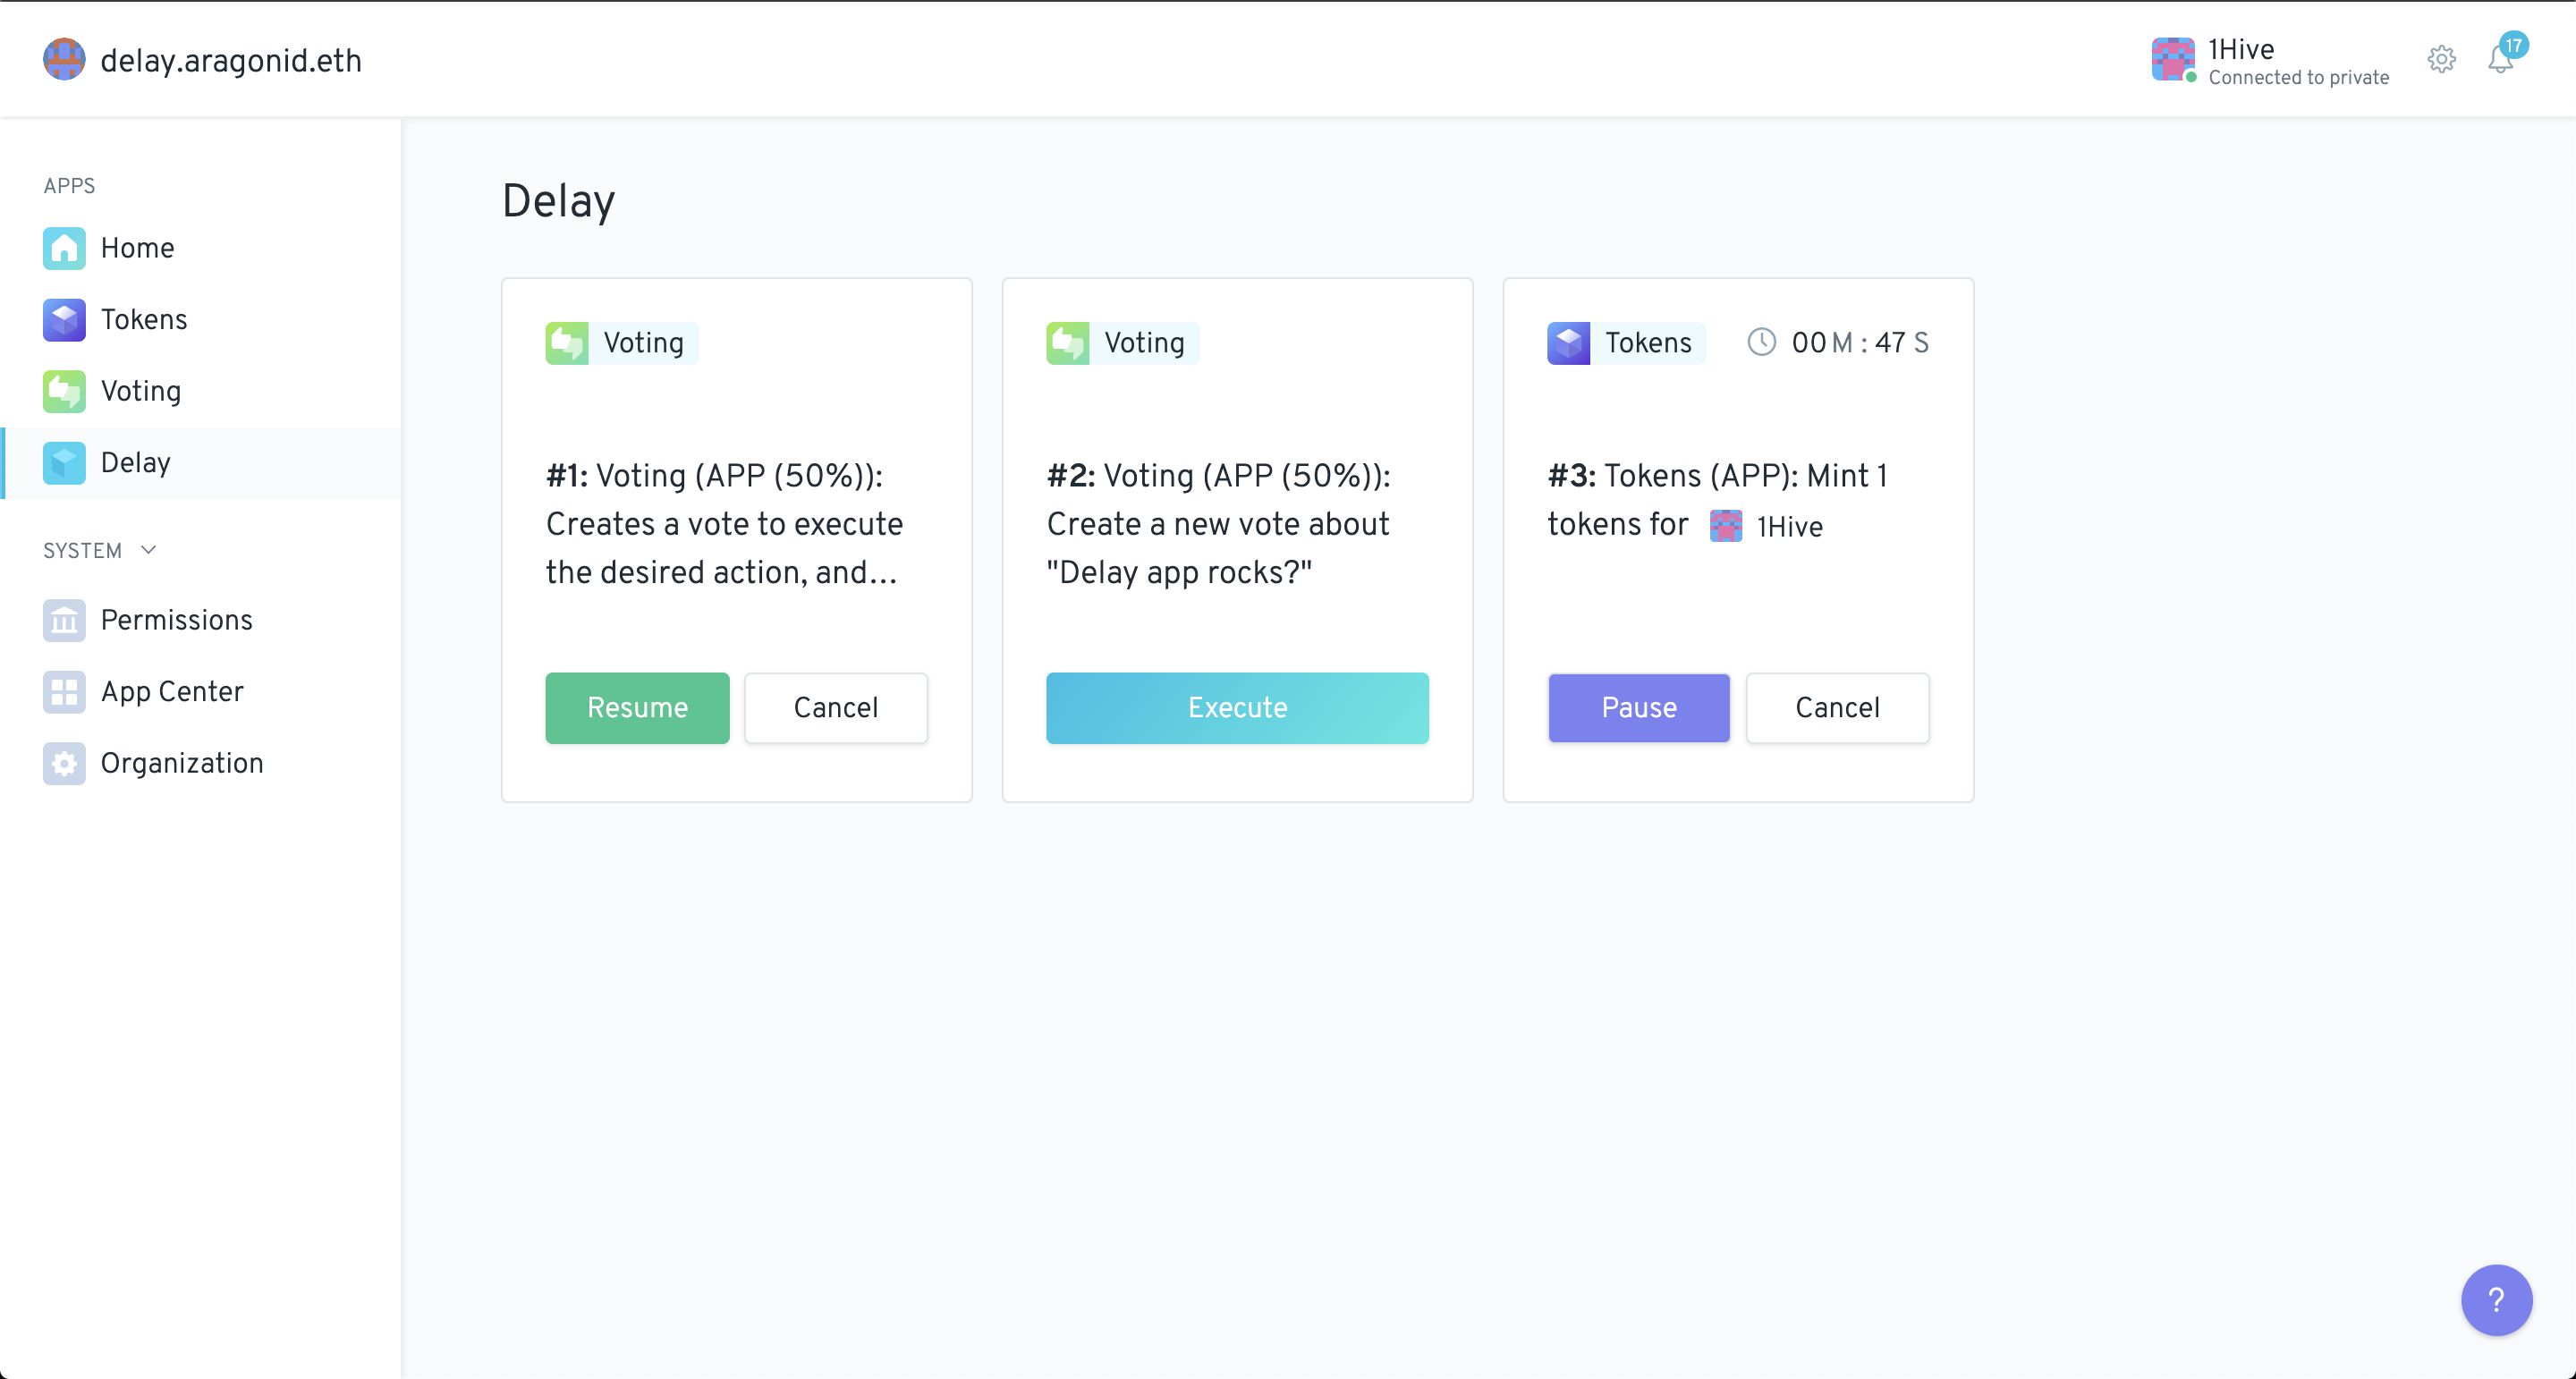 delay.aragonid.eth
1Hive
Connected to private
17
APPS
Home
Tokens
Voting
Delay
SYSTEM
Permissions
App Center
Organization
Delay
Voting
#1: Voting (APP (50%)):
Creates a vote to execute
the desired action, and...
Resume
Cancel
Voting
#2: Voting (APP (50%)):
Create a new vote about
"Delay app rocks?"
Execute
Tokens
00 M : 47 S
#3: Tokens (APP): Mint 1
tokens for 1Hive
Pause
Cancel
?